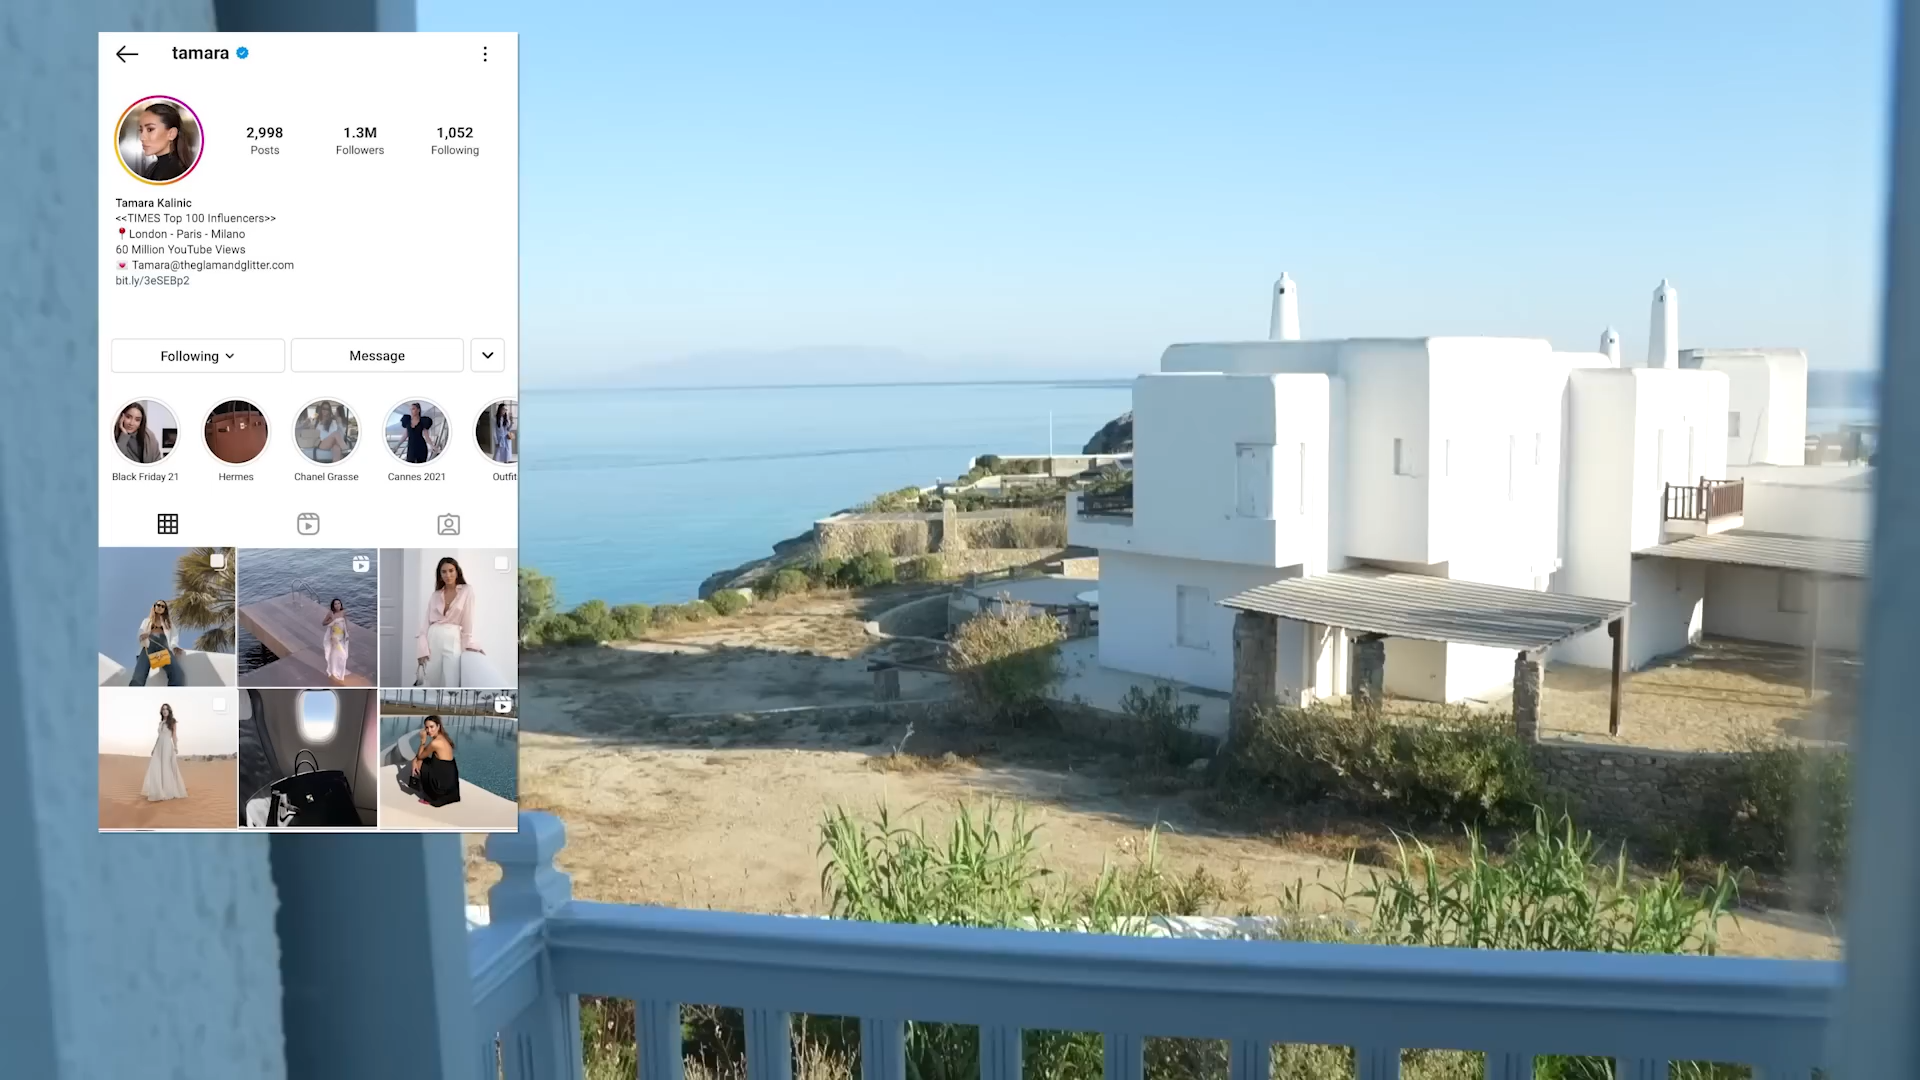 tamara
2,998
Posts
1.3M
Followers
1,052
Following
Tamara Kalinic
<<TIMES Top 100 Influencers>>
London - Paris - Milano
60 Million YouTube Views
Tamara@theglamandglitter.com
bit.ly/3eSEBp2
Following
Message
Black Friday 21
Hermes
Chanel Grasse
Cannes 2021
Outfit